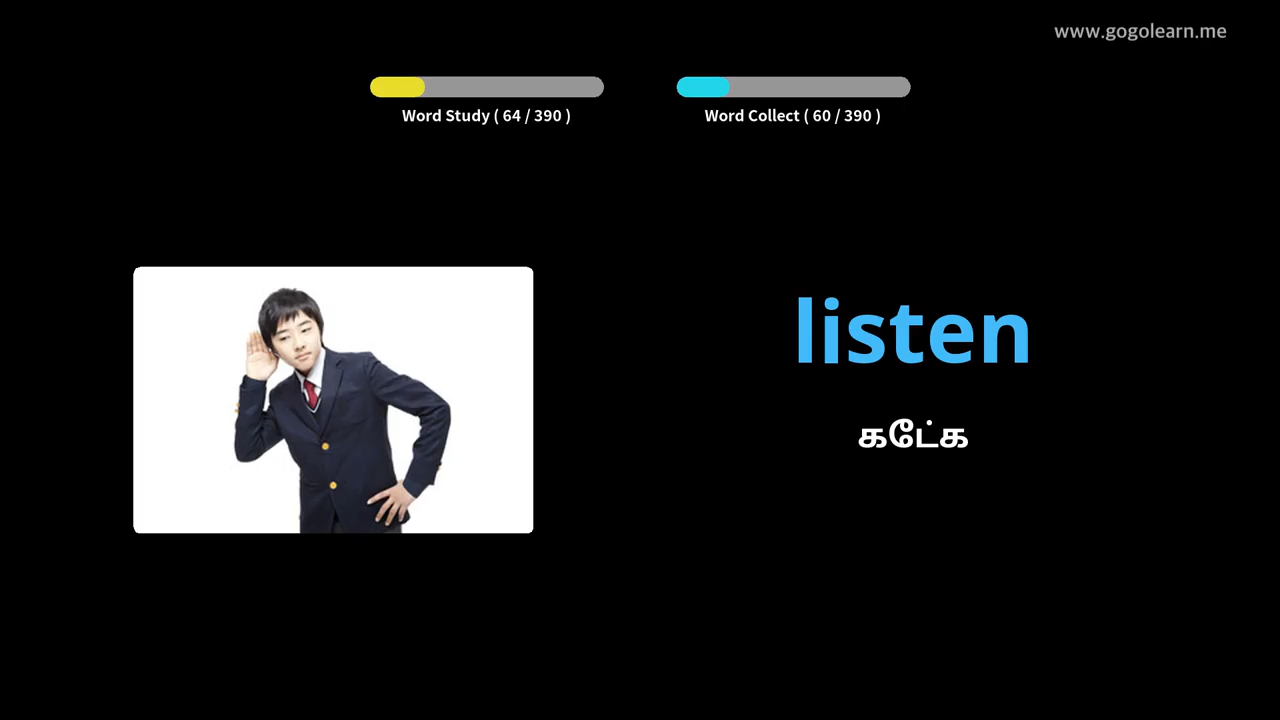 www.gogolearn.me
Word Study ( 64 / 390 )
Word Collect ( 60 / 390 )
listen
கேட்க